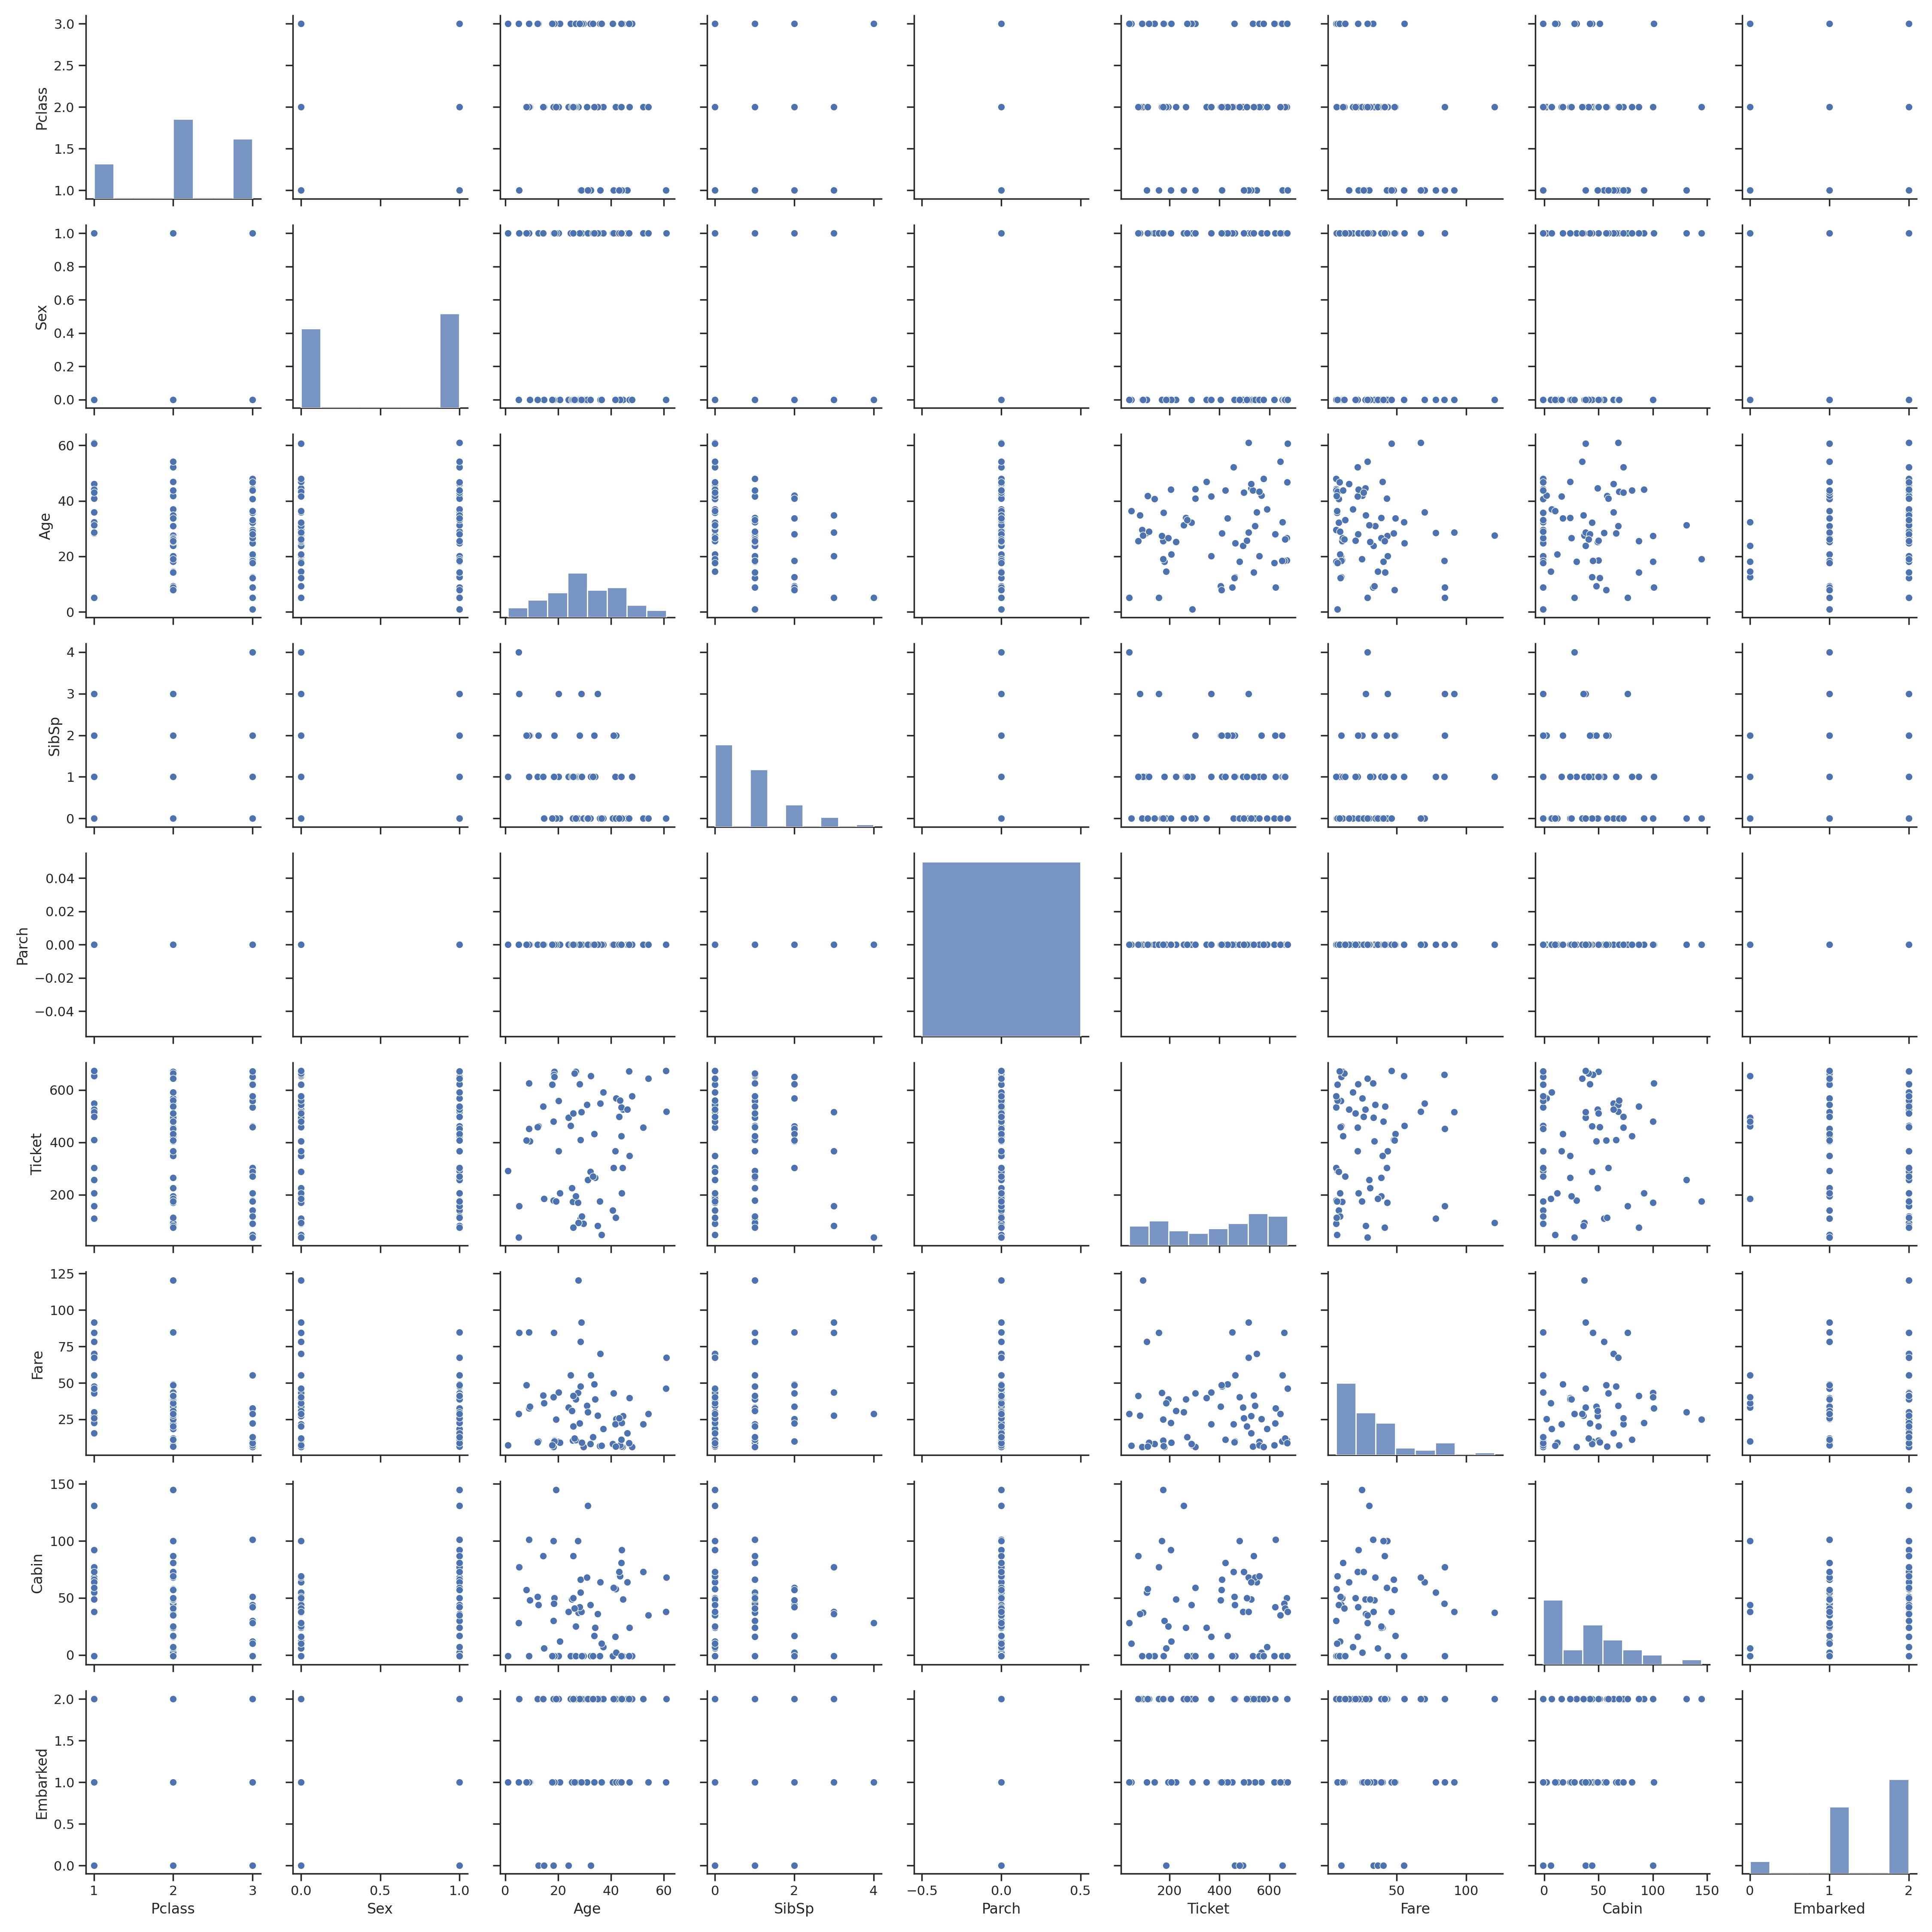 3.0
2.5
2.0
1.5
1.0
Pclass
1.0
0.8
0.6
0.4
0.2
0.0
Sex
60
40
20
0
Age
4
3
2
1
0
SibSp
0.04
0.02
0.00
−0.02
−0.04
Parch
600
400
200
Ticket
125
100
75
50
25
Fare
150
100
50
0
Cabin
2.0
1.5
1.0
0.5
0.0
Embarked
1 2 3
0.0 0.5 1.0
0 20 40 60
0 2 4
−0.5 0.0 0.5
200 400 600
50 100
0 50 100 150
0 1 2
Pclass Sex Age SibSp Parch Ticket Fare Cabin Embarked